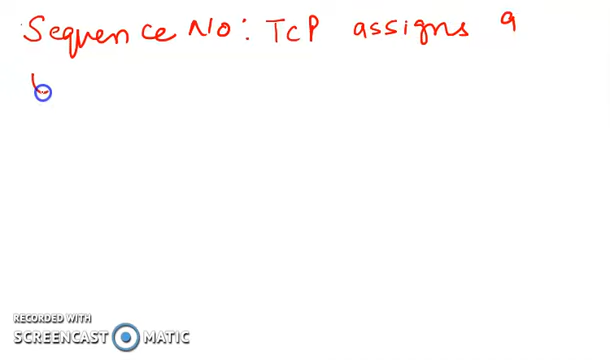 Sequence No: TCP assigns a
RECORDED WITH
SCREENCAST MATIC